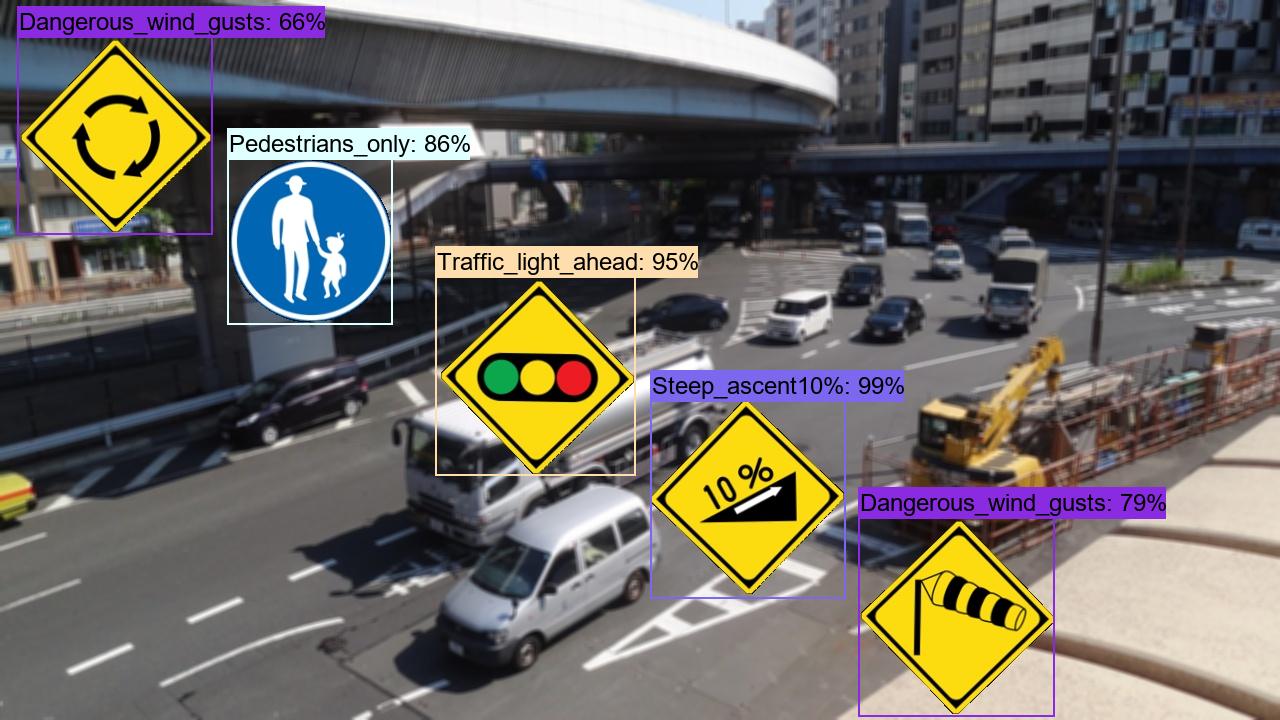 Dangerous_wind_gusts: 66%
Pedestrians_only: 86%
Traffic_light_ahead: 95%
Steep_ascent10%: 99%
10 %
Dangerous_wind_gusts: 79%